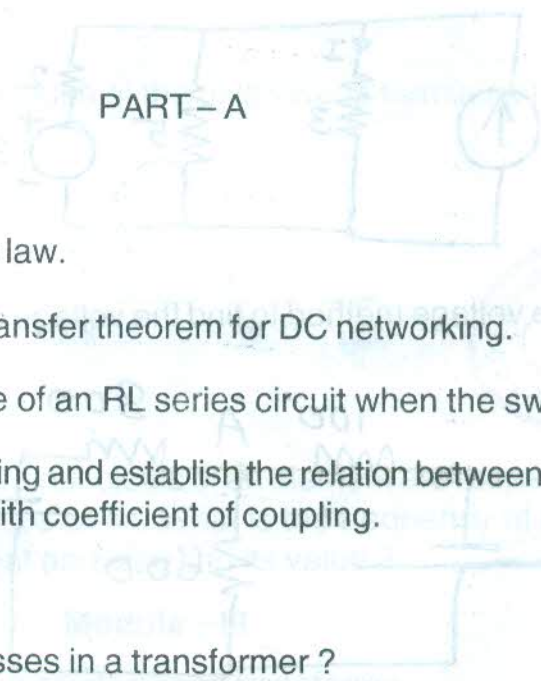 PART – A
law.
ansfer theorem for DC networking.
of an RL series circuit when the
ing and establish the relation between
ith coefficient of coupling.
sses in a transformer ?